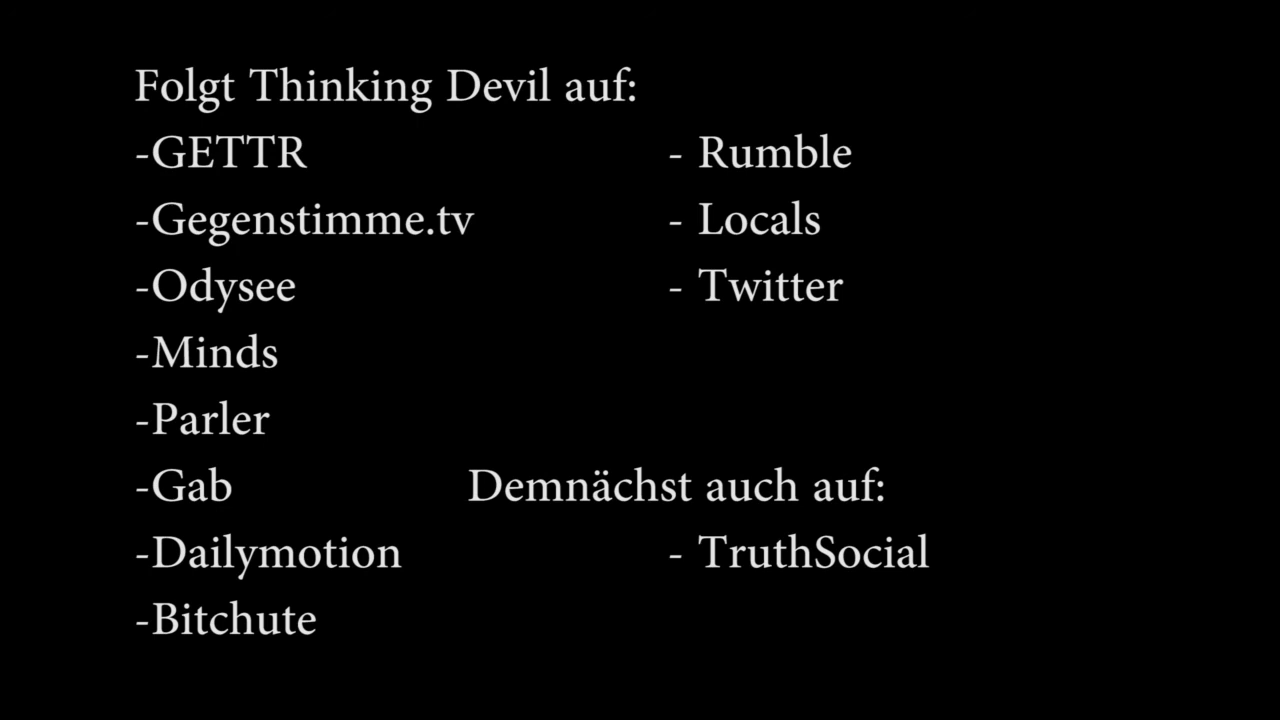 Folgt Thinking Devil auf:
-GETTR
-Gegenstimme.tv
-Odysee
-Minds
-Parler
-Gab
-Dailymotion
-Bitchute
- Rumble
- Locals
- Twitter
Demnächst auch auf:
- TruthSocial